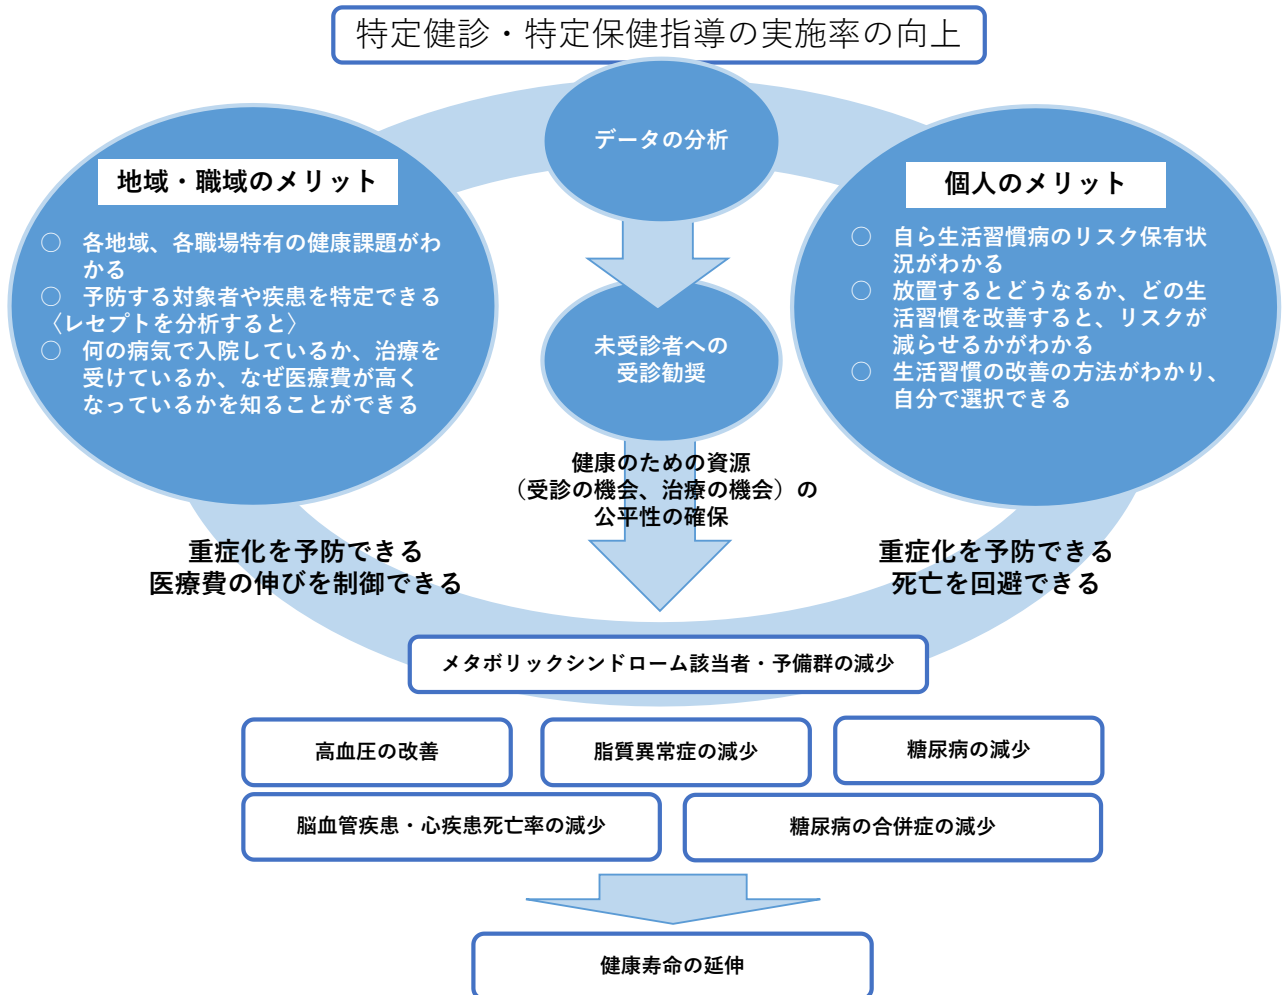 特定健診・特定保健指導の実施率の向上
データの分析
地域・職域のメリット
○ 各地域、各職場特有の健康課題がわ
かる
○ 予防する対象者や疾患を特定できる
〈レセプトを分析すると〉
○ 何の病気で入院しているか、治療を
受けているか、なぜ医療費が高く
なっているかを知ることができる
個人のメリット
○ 自ら生活習慣病のリスク保有状
況がわかる
○ 放置するとどうなるか、どの生
活習慣を改善すると、リスクが
減らせるかがわかる
○ 生活習慣の改善の方法がわかり、
自分で選択できる
未受診者への
受診勧奨
健康のための資源
（受診の機会、治療の機会）の
公平性の確保
重症化を予防できる
医療費の伸びを制御できる
重症化を予防できる
死亡を回避できる
メタボリックシンドローム該当者・予備群の減少
高血圧の改善
脂質異常症の減少
糖尿病の減少
脳血管疾患・心疾患死亡率の減少
糖尿病の合併症の減少
健康寿命の延伸